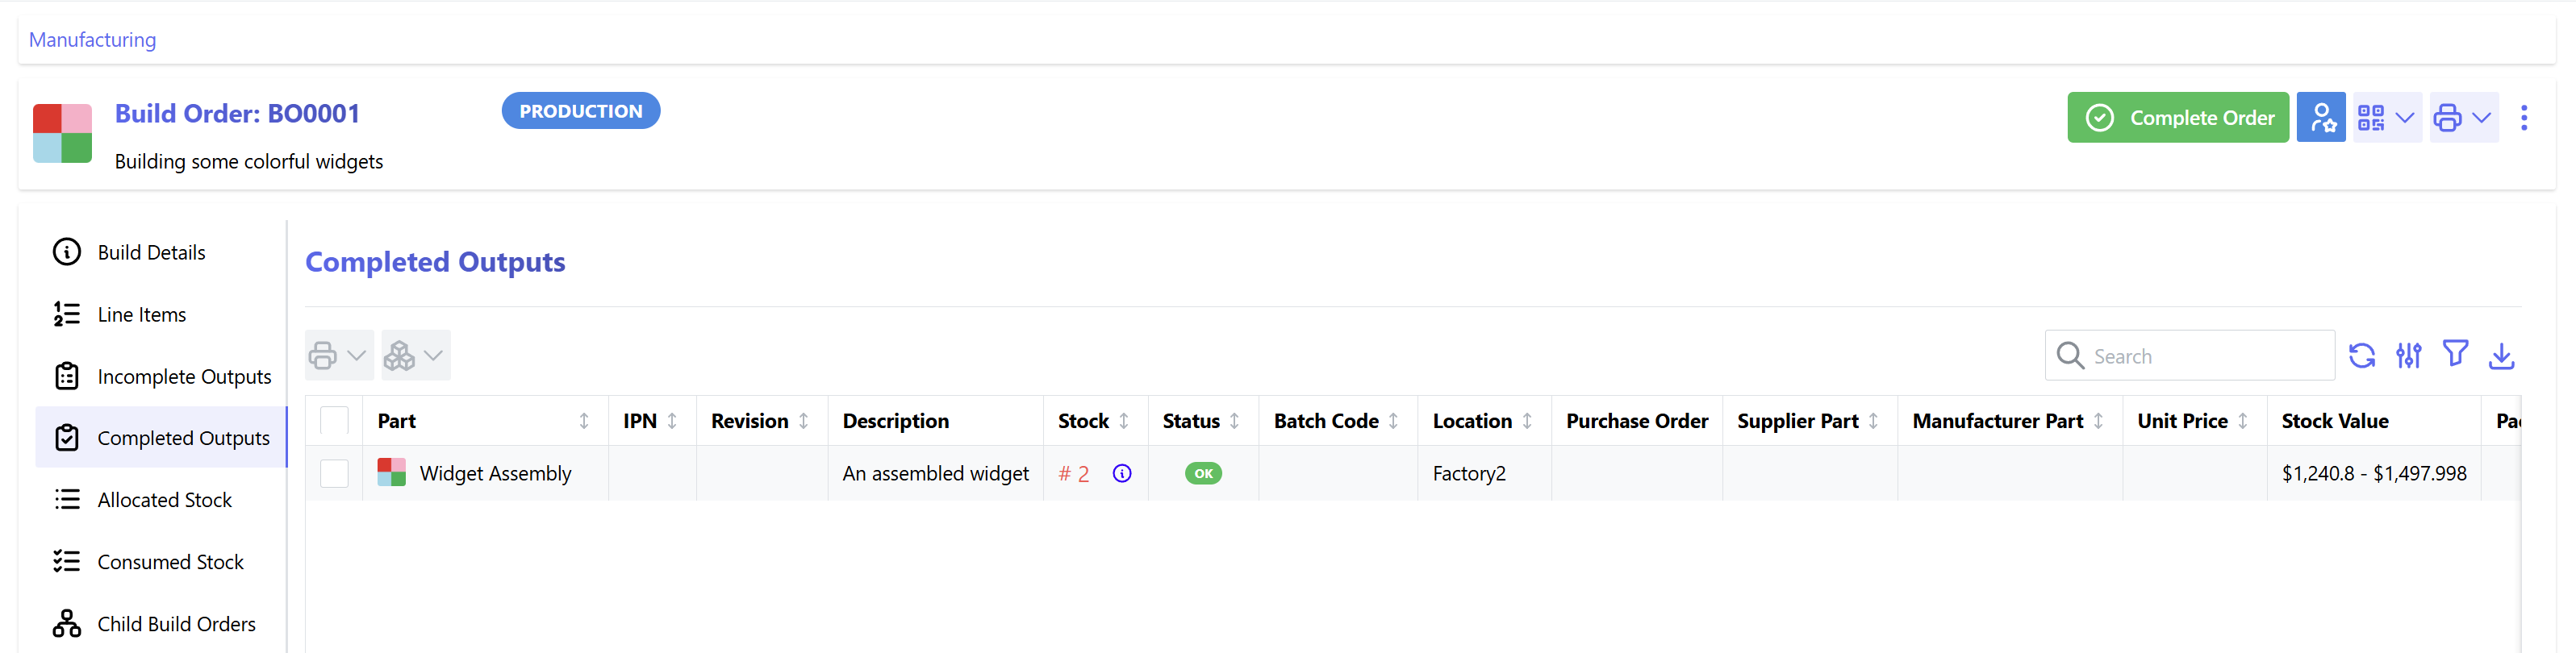 Manufacturing
Build Order: BO0001
PRODUCTION
Complete Order
Building some colorful widgets
Build Details
Line Items
Incomplete Outputs
Completed Outputs
Allocated Stock
Consumed Stock
Child Build Orders
Completed Outputs
Search
Part IPN Revision Description Stock Status Batch Code Location Purchase Order Supplier Part Manufacturer Part Unit Price Stock Value
Widget Assembly An assembled widget # 2 OK Factory2 $1,240.8 - $1,497.998